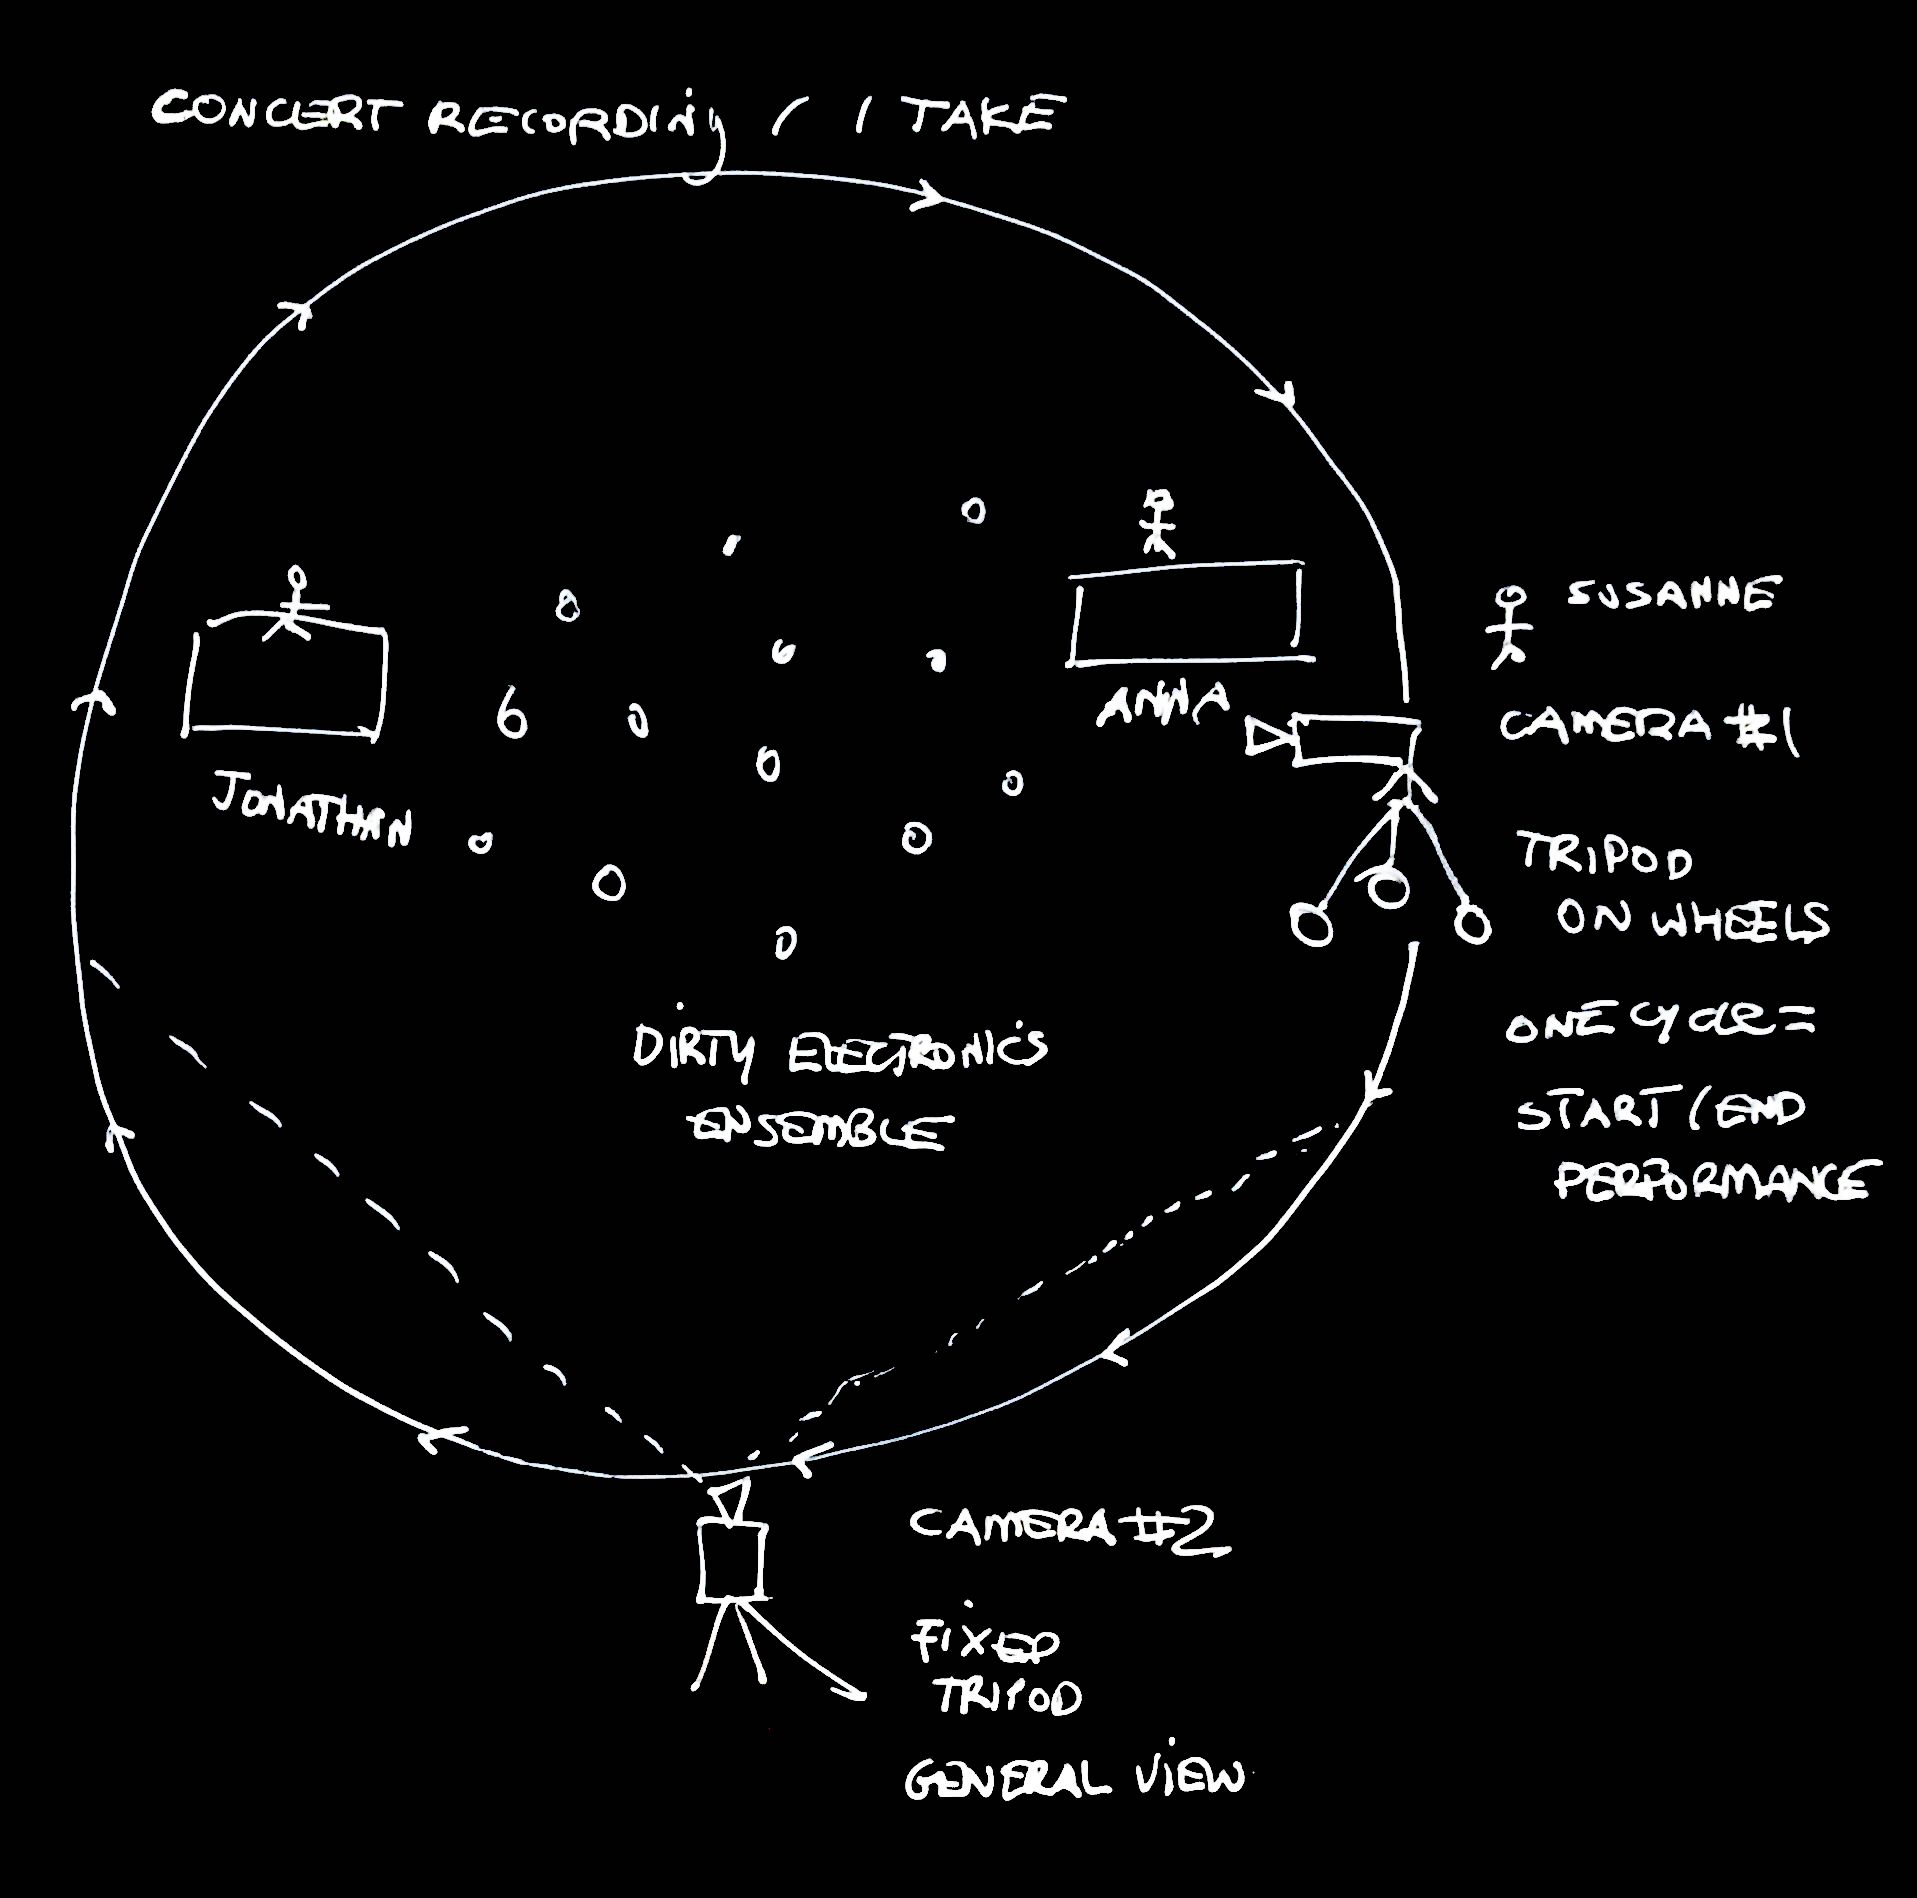 CONCERT RECORDING / 1 TAKE
SUSANNE
ANNA
CAMERA #1
JONATHAN
TRIPOD
ON WHEELS
ONE CYCLE =
START / END
PERFORMANCE
DIRTY ELECTRONICS
ENSEMBLE
CAMERA #2
FIXED
TRIPOD
GENERAL VIEW